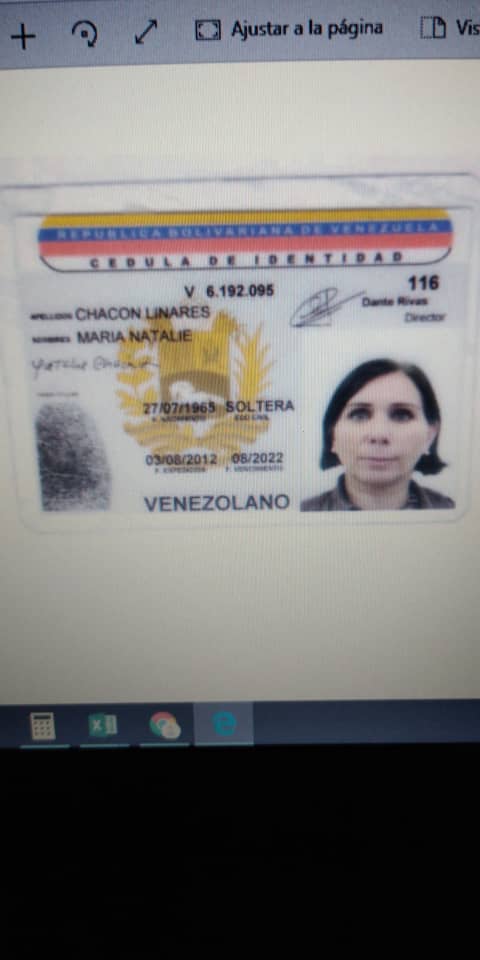 Ajustar a la página
Vis
REPUBLICA BOLIVARIANA DE VENEZUELA
CEDULA DE IDENTIDAD
V 6.192.095
116
Dante Rivas
Director
APELLIDOS CHACON LINARES
NOMBRES MARIA NATALIE
27/07/1965 SOLTERA
F. NACIMIENTO EDO CIVIL
03/08/2012 08/2022
F. EXPEDICION F. VENCIMIENTO
VENEZOLANO